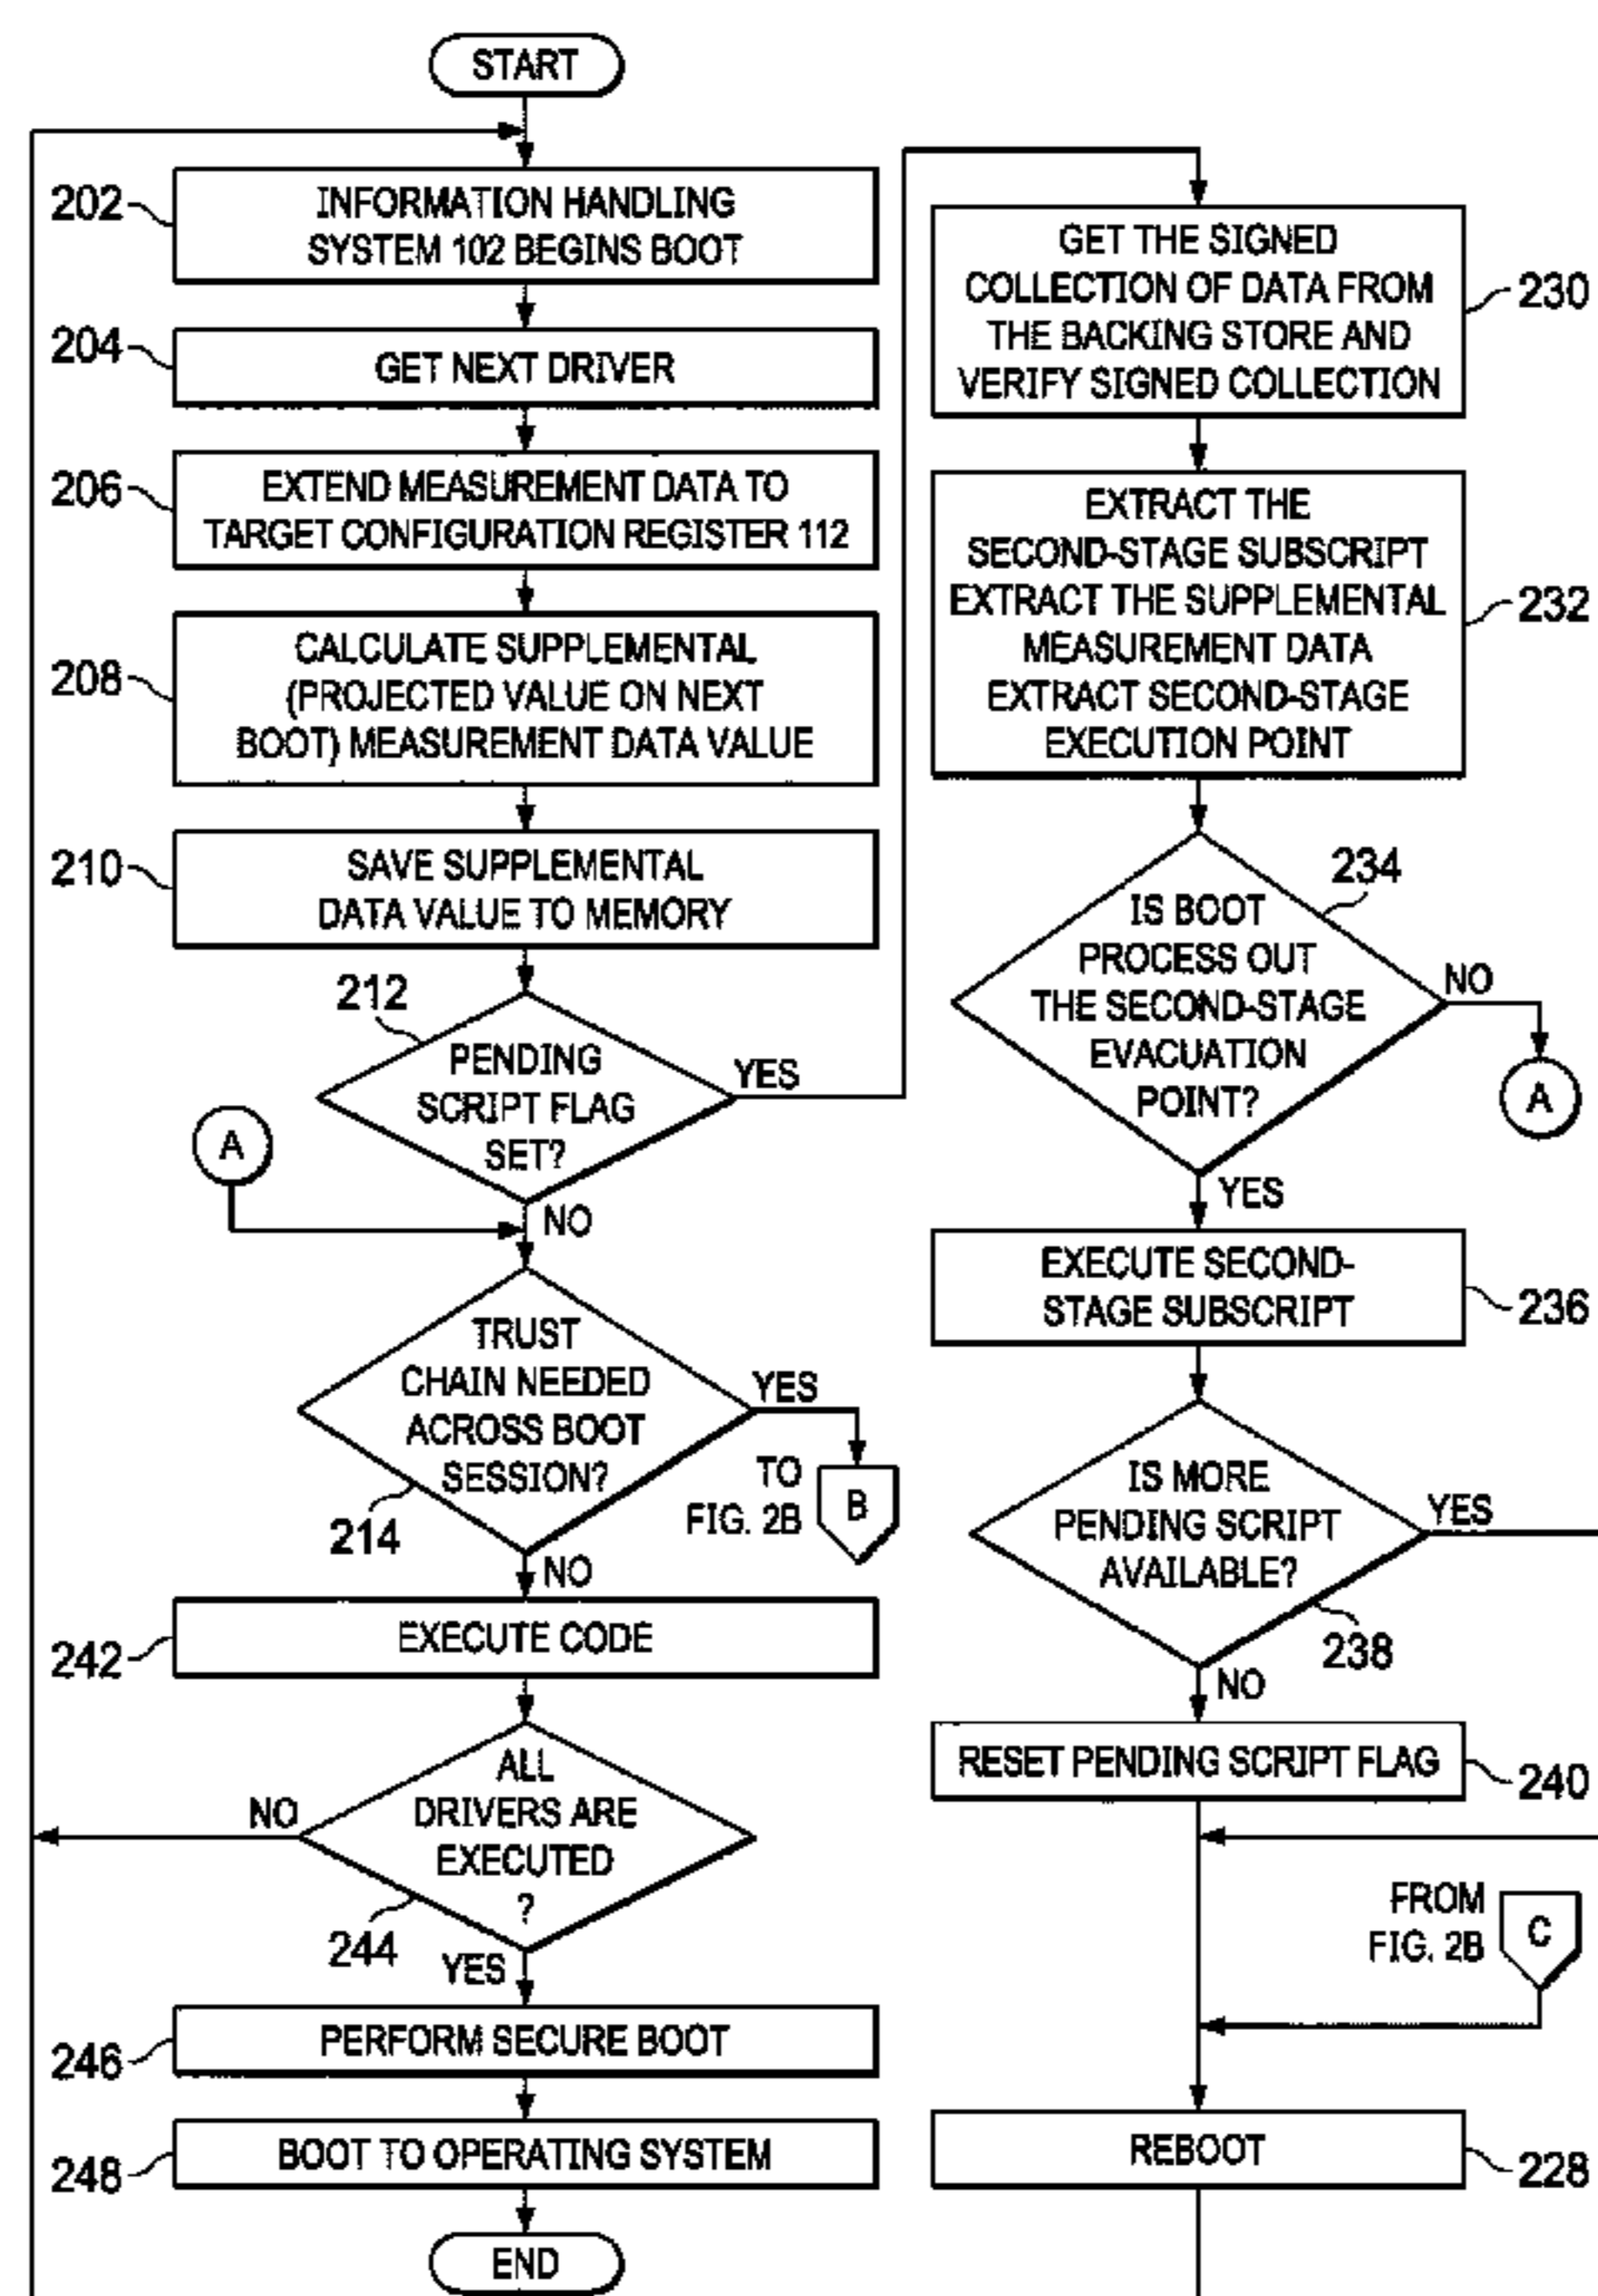 START
202
INFORMATION HANDLING
SYSTEM 102 BEGINS BOOT
204
GET NEXT DRIVER
206
EXTEND MEASUREMENT DATA TO
TARGET CONFIGURATION REGISTER 112
208
CALCULATE SUPPLEMENTAL
(PROJECTED VALUE ON NEXT
BOOT) MEASUREMENT DATA VALUE
210
SAVE SUPPLEMENTAL
DATA VALUE TO MEMORY
212
PENDING
SCRIPT FLAG
SET?
YES
A
NO
TRUST
CHAIN NEEDED
ACROSS BOOT
SESSION?
YES
214
TO
FIG. 2B
B
NO
242
EXECUTE CODE
ALL
DRIVERS ARE
EXECUTED
?
NO
244
YES
246
PERFORM SECURE BOOT
248
BOOT TO OPERATING SYSTEM
END
GET THE SIGNED
COLLECTION OF DATA FROM
THE BACKING STORE AND
VERIFY SIGNED COLLECTION
230
EXTRACT THE
SECOND-STAGE SUBSCRIPT
EXTRACT THE SUPPLEMENTAL
MEASUREMENT DATA
EXTRACT SECOND-STAGE
EXECUTION POINT
232
234
IS BOOT
PROCESS OUT
THE SECOND-STAGE
EVACUATION
POINT?
NO
A
YES
EXECUTE SECOND-
STAGE SUBSCRIPT
236
IS MORE
PENDING SCRIPT
AVAILABLE?
YES
238
NO
RESET PENDING SCRIPT FLAG
240
FROM
FIG. 2B
C
REBOOT
228